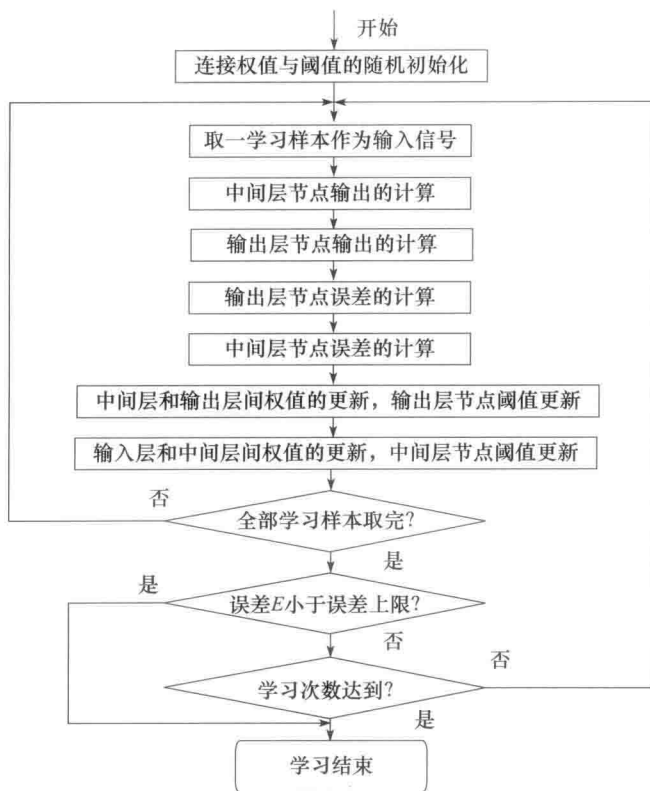 开始
连接权值与阈值的随机初始化
取一学习样本作为输入信号
中间层节点输出的计算
输出层节点输出的计算
输出层节点误差的计算
中间层节点误差的计算
中间层和输出层间权值的更新，输出层节点阈值更新
输入层和中间层间权值的更新，中间层节点阈值更新
否
全部学习样本取完?
是
是
误差E小于误差上限?
否
否
学习次数达到?
是
学习结束